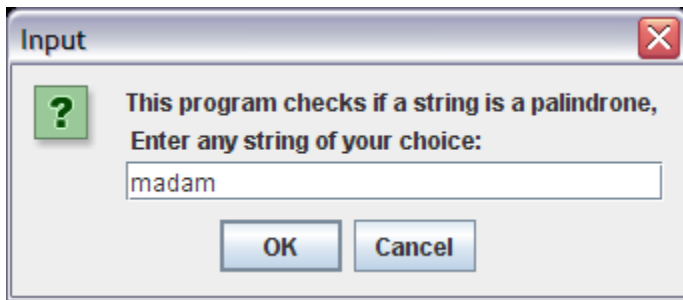 Input
?
This program checks if a string is a palindrone,
Enter any string of your choice:
madam
OK Cancel